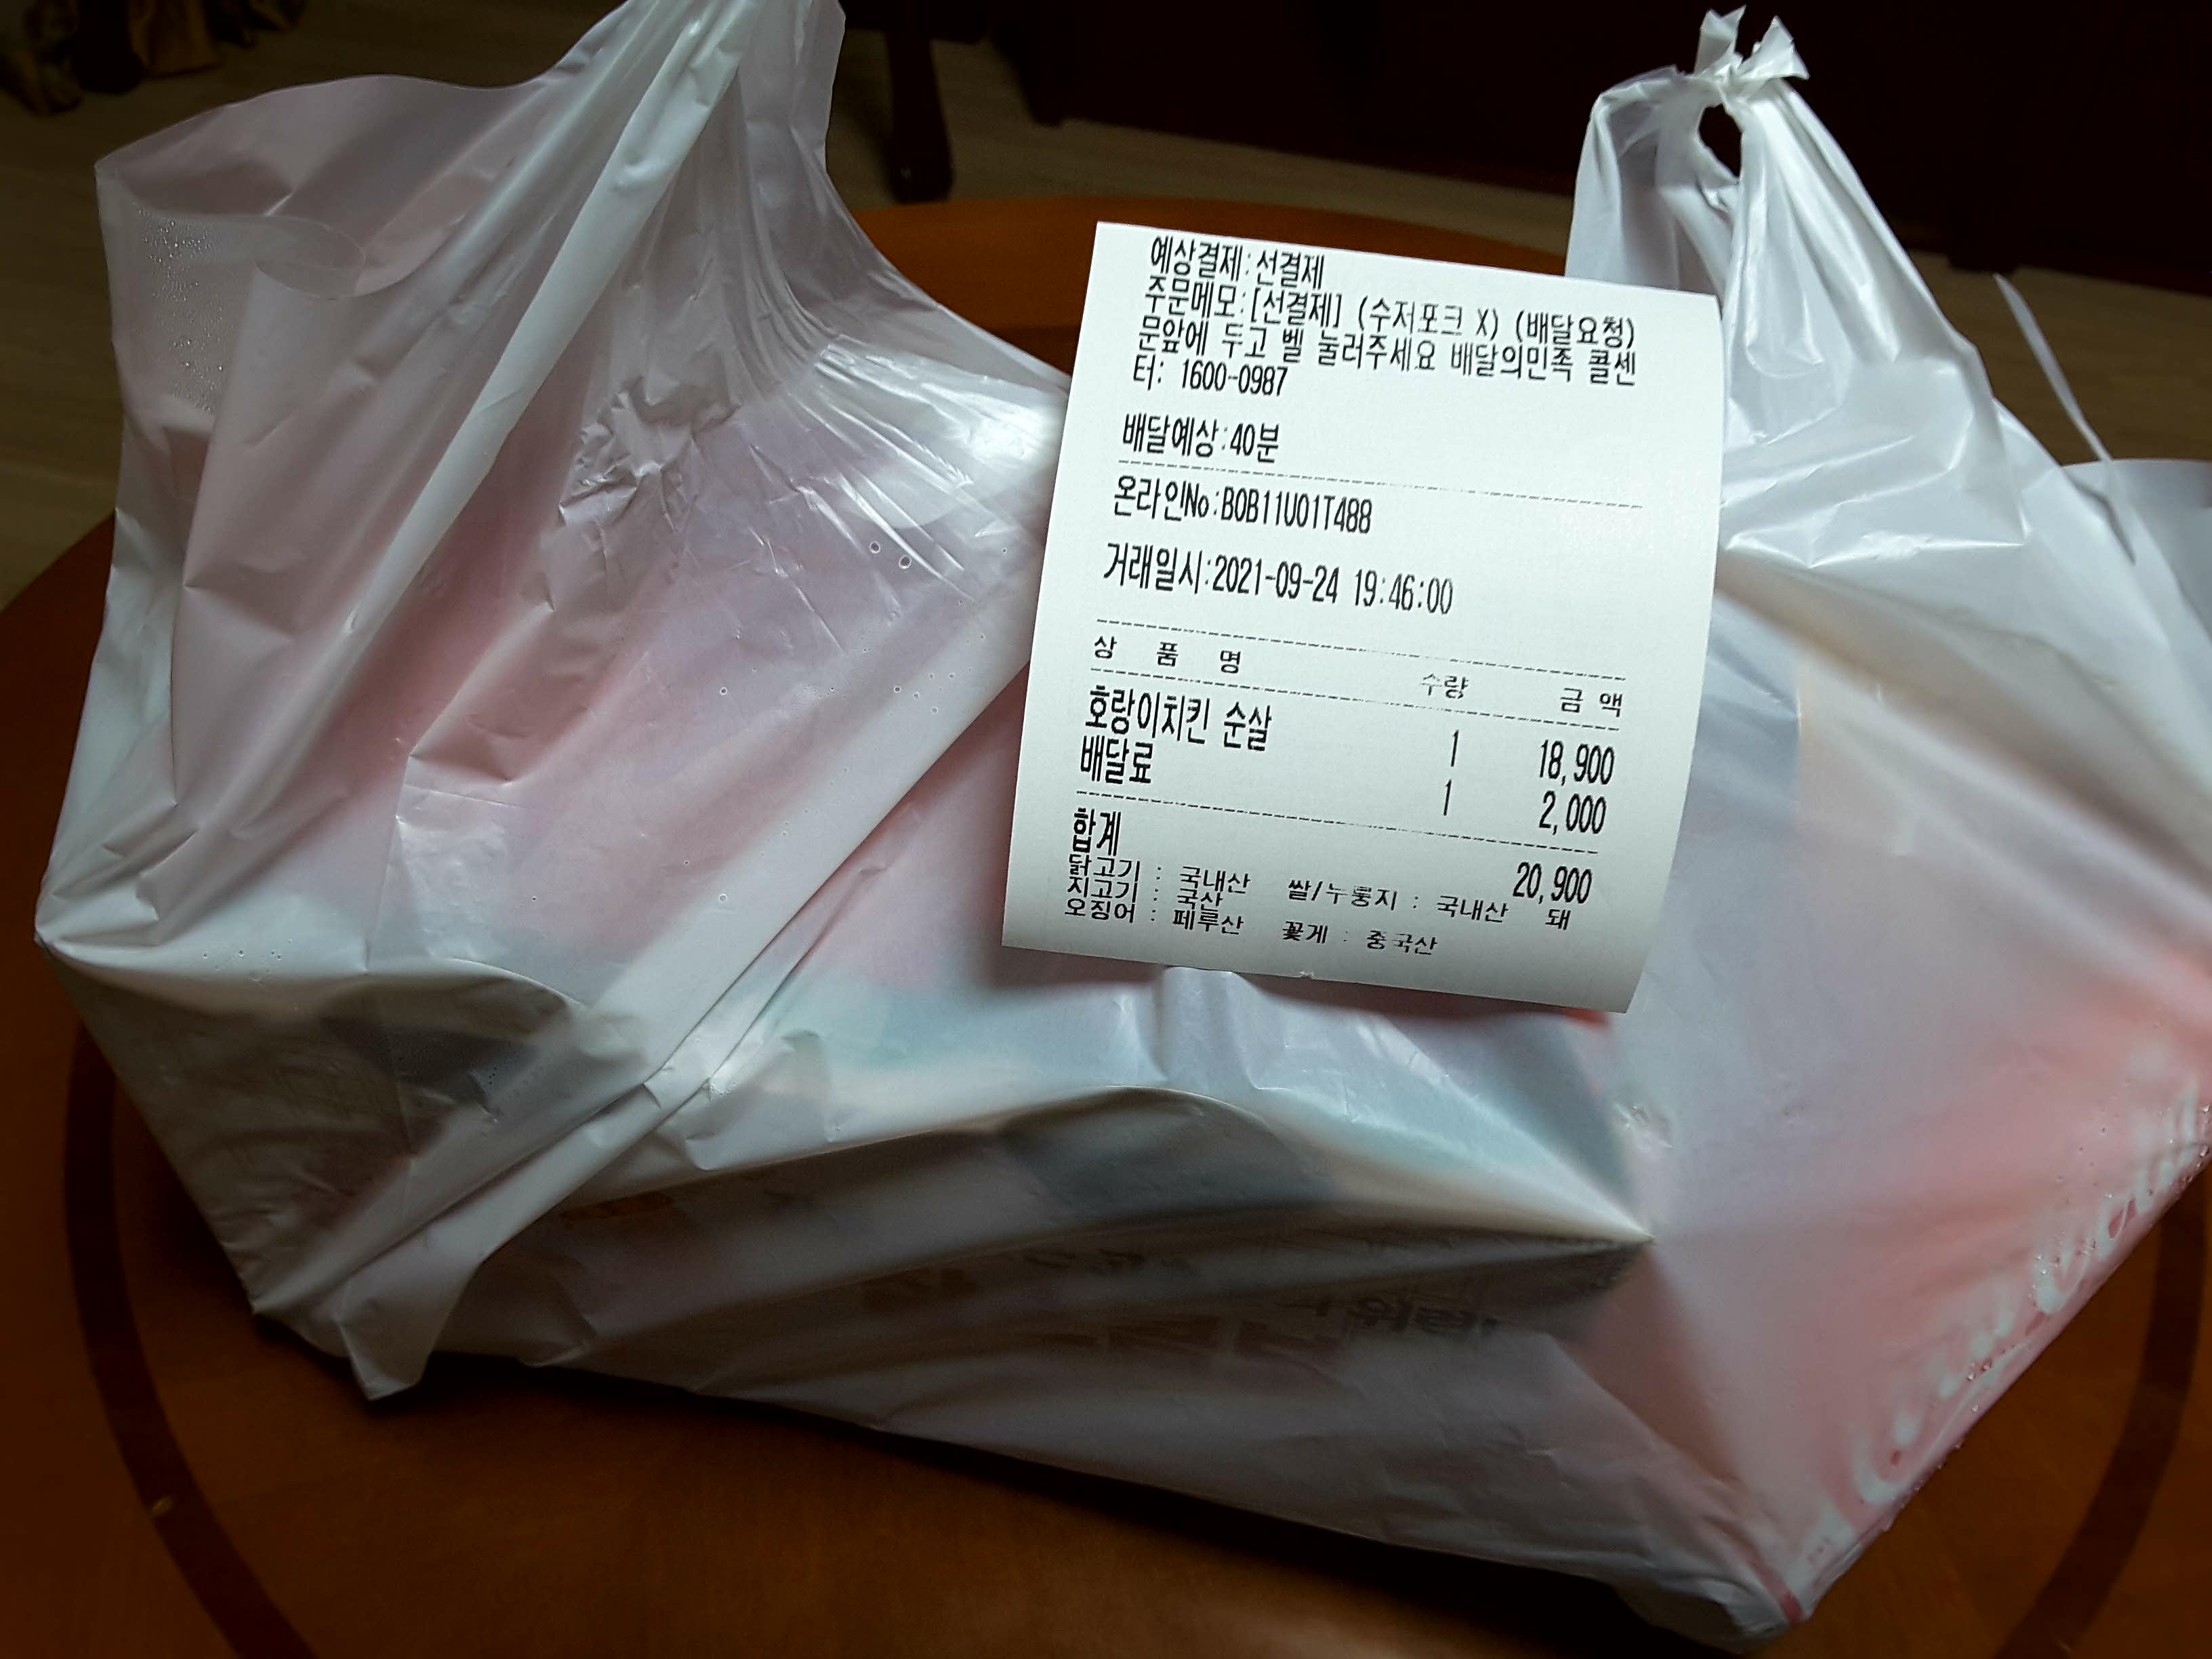 예상결제:선결제
주문메모:[선결제] (수저포크 X) (배달요청)
문앞에 두고 벨 눌러주세요 배달의민족 콜센
터: 1600-0987
배달예상:40분
온라인No:B0B11U01T488
거래일시:2021-09-24 19:46:00
상 품 명 수량 금 액
호랑이치킨 순살 1 18,900
배달료 1 2,000
합계 20,900
닭고기 : 국내산 쌀/누룽지 : 국내산 돼
지고기 : 국산
오징어 : 페루산 꽃게 : 중국산